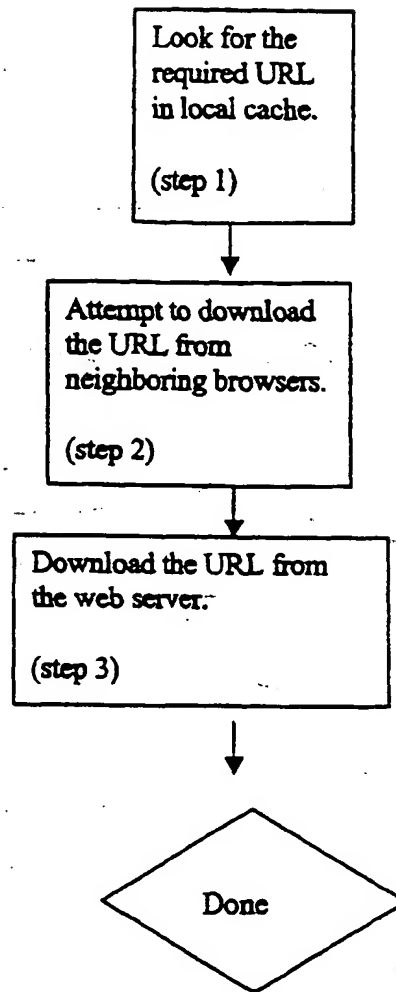 Look for the
required URL
in local cache.
(step 1)
Attempt to download
the URL from
neighboring browsers.
(step 2)
Download the URL from
the web server.
(step 3)
Done